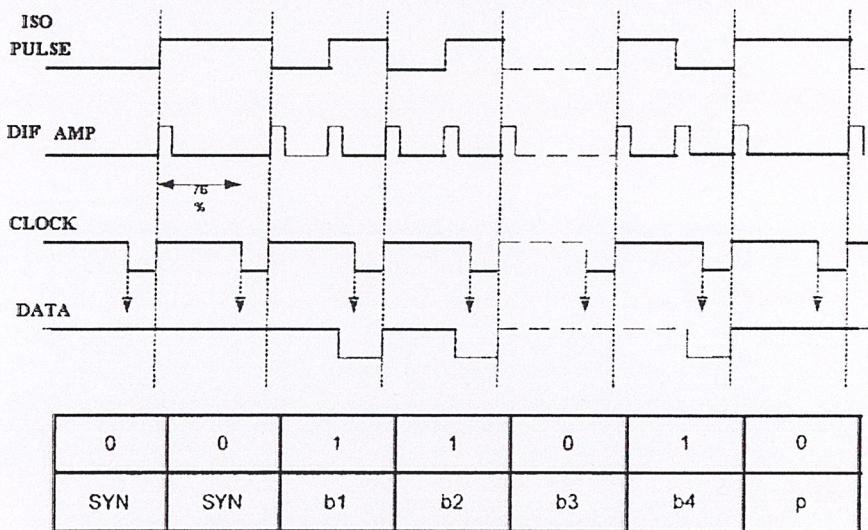 ISO
PULSE
DIF AMP
76
%
CLOCK
DATA
0 0 1 1 0 1 0
SYN SYN b1 b2 b3 b4 p